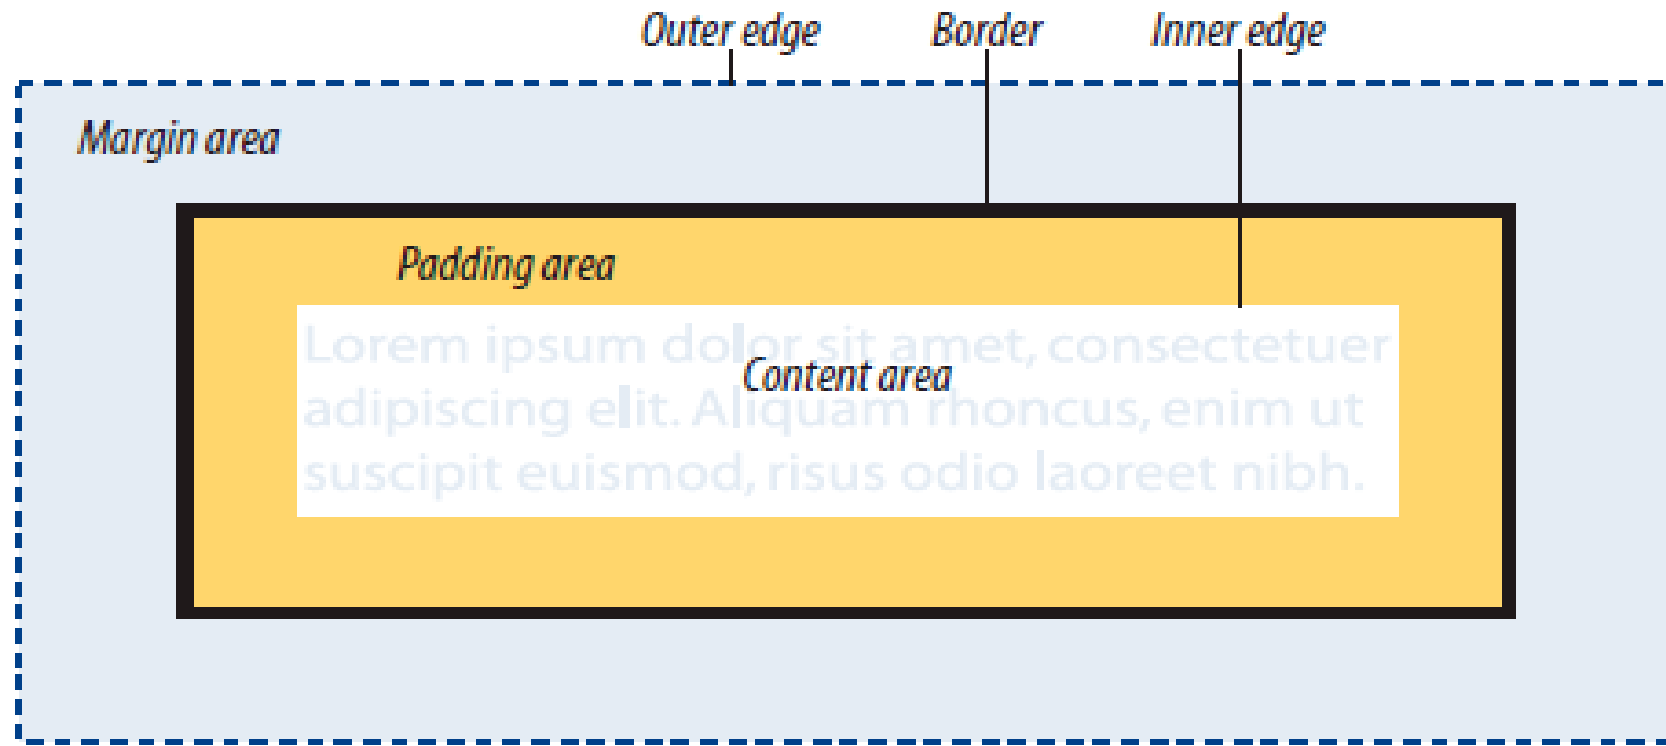 Outer edge Border Inner edge
Margin area
Padding area
Lorem ipsum dolor sit amet, consectetuer
Content area
adipiscing elit. Aliquam rhoncus, enim ut
suscipit euismod, risus odio laoreet nibh.